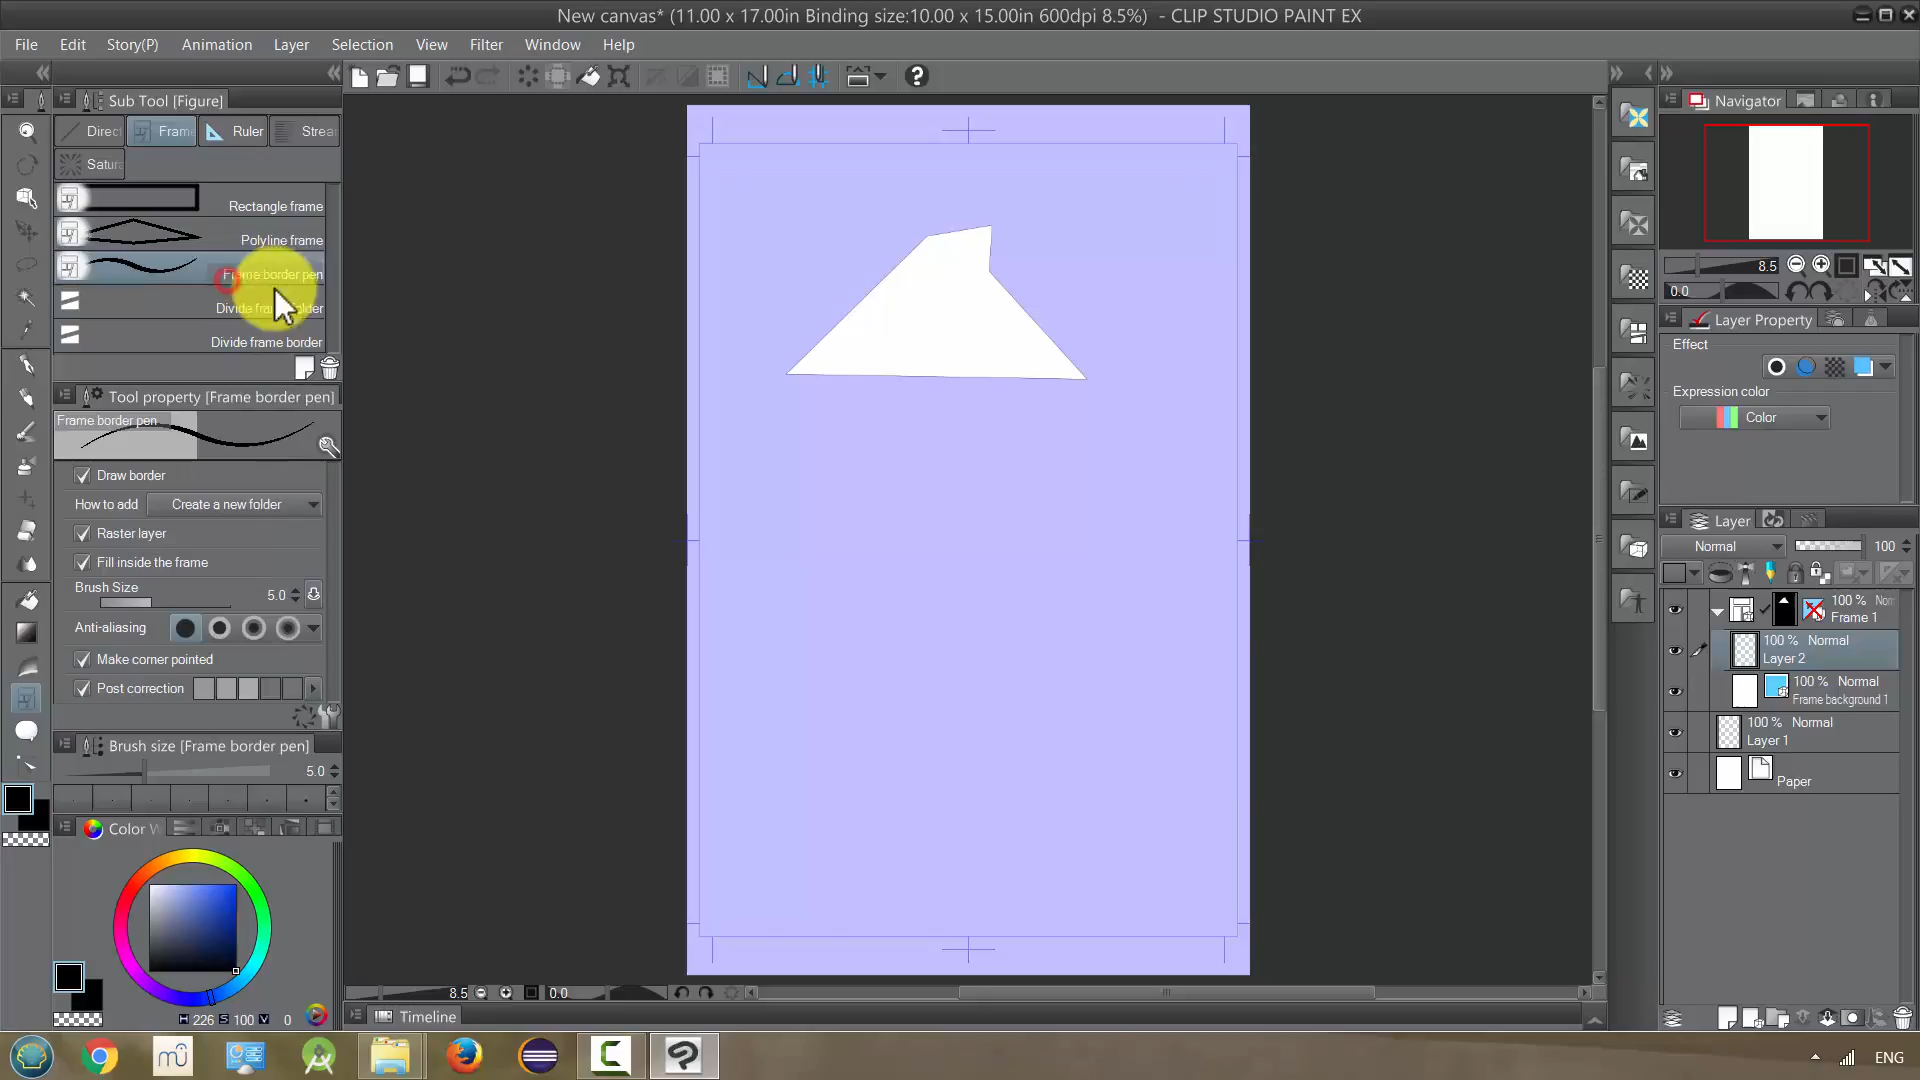 New canvas* (11.00 x 17.00in Binding size:10.00 x 15.00in 600dpi 8.5%)  - CLIP STUDIO PAINT EX
File Edit Story(P) Animation Layer Selection View Filter Window Help
Sub Tool [Figure]
Direc Frame Ruler Strea
Satura
Rectangle frame
Polyline frame
Frame border pen
Divide frame folder
Divide frame border
Tool property [Frame border pen]
Frame border pen
Draw border
How to add Create a new folder
Raster layer
Fill inside the frame
Brush Size 5.0
Anti-aliasing
Make corner pointed
Post correction
Brush size [Frame border pen]
5.0
Color W
H 226 S 100 V 0
8.5 0.0
Timeline
Navigator
8.5
0.0
Layer Property
Effect
Expression color
Color
Layer
Normal 100
100 % Norm
Frame 1
100 % Normal
Layer 2
100 % Normal
Frame background 1
100 % Normal
Layer 1
Paper
ENG